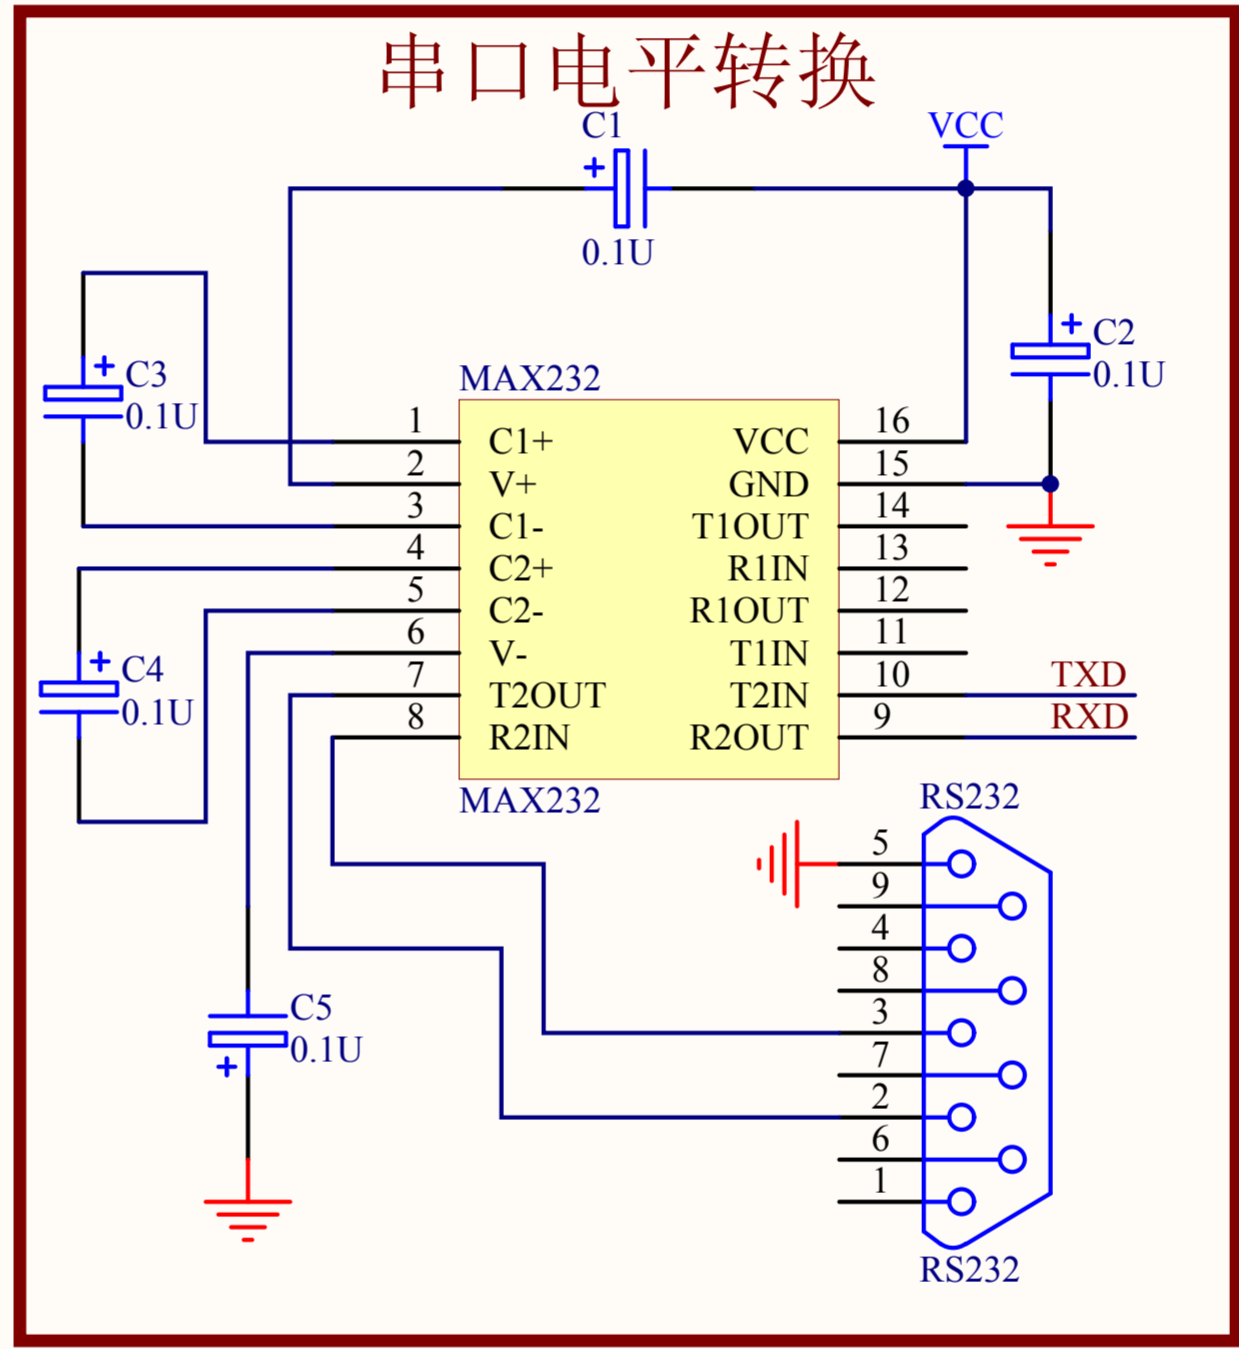 串口电平转换
C1
+
0.1U
VCC
+
C2
0.1U
+
C3
0.1U
MAX232
1 C1+ VCC 16
2 V+ GND 15
3 C1- T1OUT 14
4 C2+ R1IN 13
5 C2- R1OUT 12
6 V- T1IN 11
7 T2OUT T2IN 10 TXD
8 R2IN R2OUT 9 RXD
MAX232
+
C4
0.1U
C5
0.1U
+
RS232
5
9
4
8
3
7
2
6
1
RS232